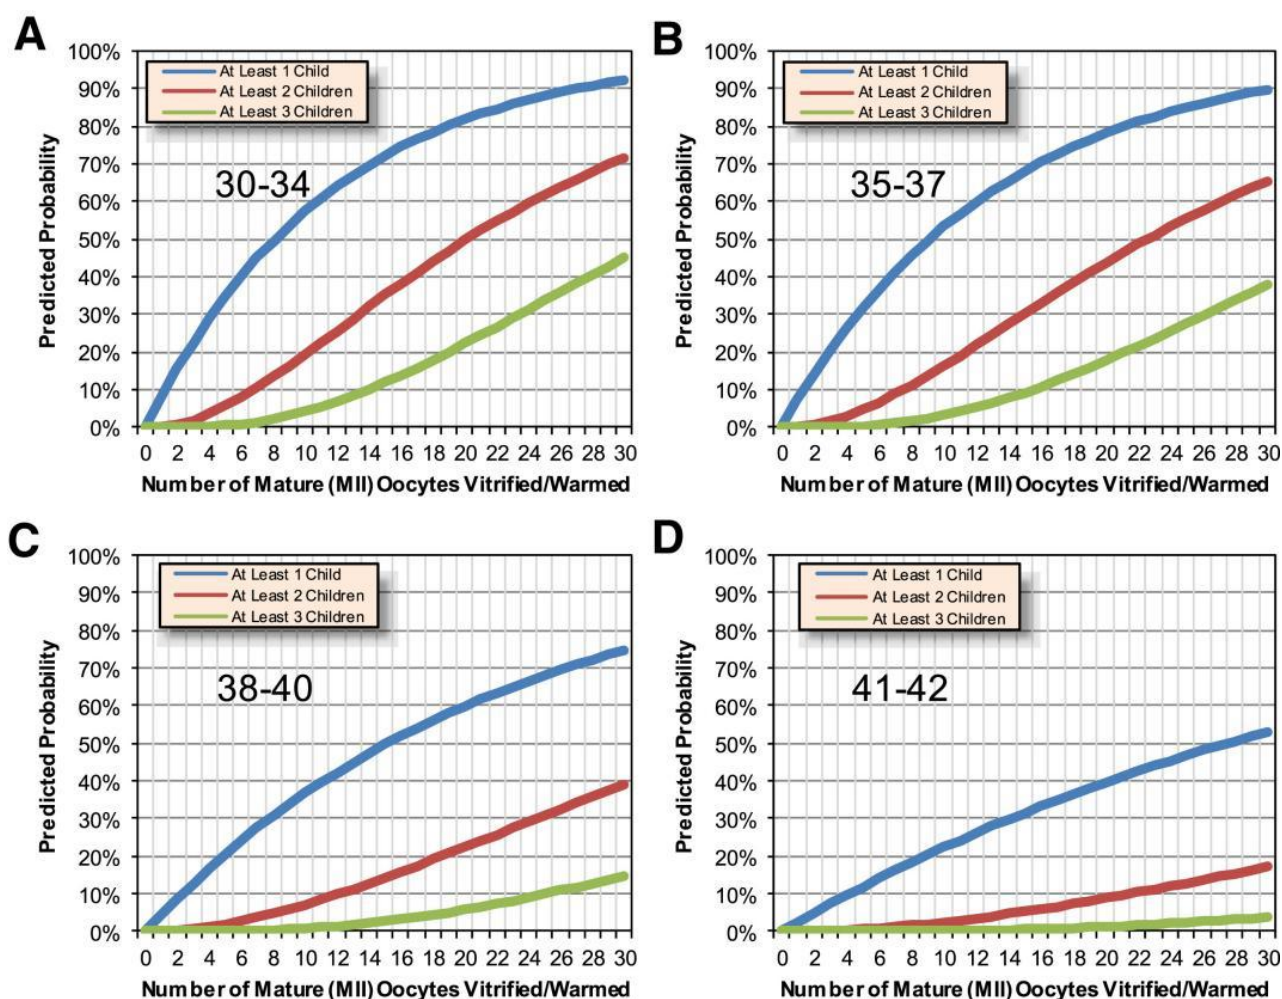 A
Predicted Probability
100%
90%
80%
70%
60%
50%
40%
30%
20%
10%
0%
At Least 1 Child
At Least 2 Children
At Least 3 Children
30-34
0 2 4 6 8 10 12 14 16 18 20 22 24 26 28 30
Number of Mature (MII) Oocytes Vitrified/Warmed
B
Predicted Probability
100%
90%
80%
70%
60%
50%
40%
30%
20%
10%
0%
At Least 1 Child
At Least 2 Children
At Least 3 Children
35-37
0 2 4 6 8 10 12 14 16 18 20 22 24 26 28 30
Number of Mature (MII) Oocytes Vitrified/Warmed
C
Predicted Probability
100%
90%
80%
70%
60%
50%
40%
30%
20%
10%
0%
At Least 1 Child
At Least 2 Children
At Least 3 Children
38-40
0 2 4 6 8 10 12 14 16 18 20 22 24 26 28 30
Number of Mature (MII) Oocytes Vitrified/Warmed
D
Predicted Probability
100%
90%
80%
70%
60%
50%
40%
30%
20%
10%
0%
At Least 1 Child
At Least 2 Children
At Least 3 Children
41-42
0 2 4 6 8 10 12 14 16 18 20 22 24 26 28 30
Number of Mature (MII) Oocytes Vitrified/Warmed